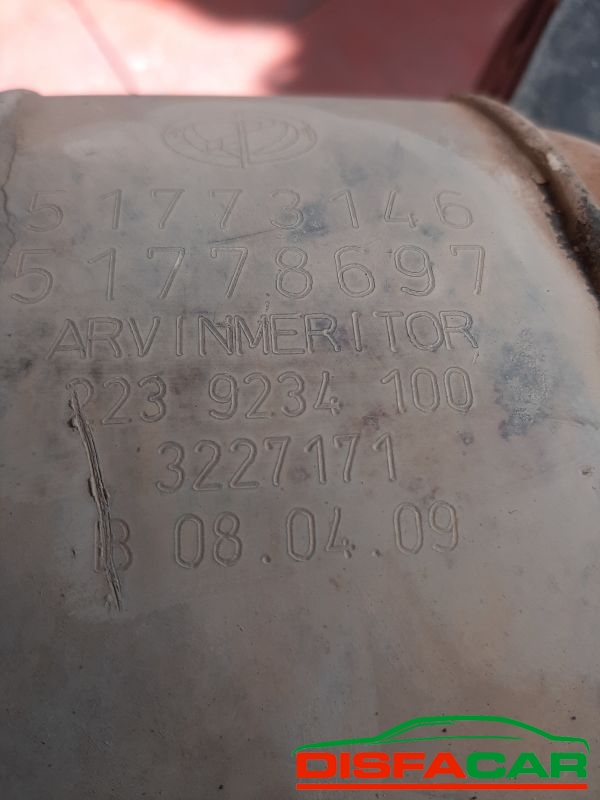 51773146
51778697
ARVINMERITOR
223 9234 100
3227171
B 08.04.09
DISFACAR